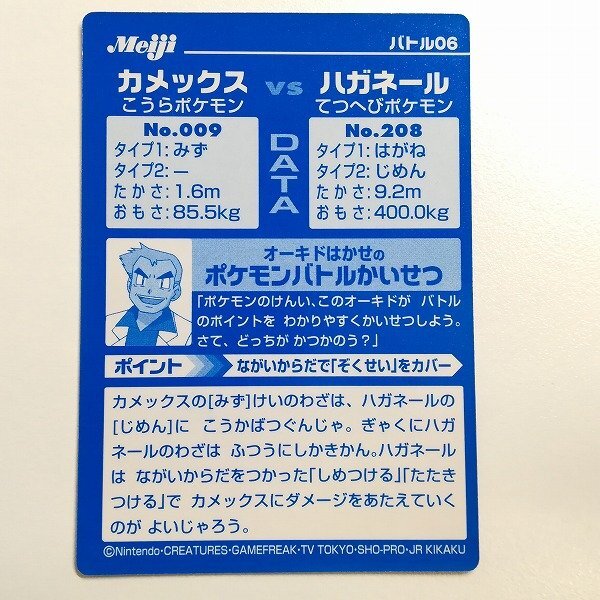 Meiji
バトル06
カメックス vs ハガネール
こうらポケモン
てつへびポケモン
DATA
No.009
タイプ1:みず
タイプ2:—
たかさ:1.6m
おもさ:85.5kg
No.208
タイプ1:はがね
タイプ2:じめん
たかさ:9.2m
おもさ:400.0kg
オーキドはかせの
ポケモンバトルかいせつ
「ポケモンのけんい、このオーキドが バトル
のポイントを わかりやすくかいせつしよう。
さて、どっちが かつかのう?」
ポイント ながいからだで「ぞくせい」をカバー
カメックスの[みず]けいのわざは、ハガネールの
[じめん]に こうかばつぐんじゃ。ぎゃくにハガ
ネールのわざは ふつうにしかきかん。ハガネール
は ながいからだをつかった「しめつける」「たたき
つける」で カメックスにダメージをあたえていく
のが よいじゃろう。
©Nintendo・CREATURES・GAMEFREAK・TV TOKYO・SHO-PRO・JR KIKAKU